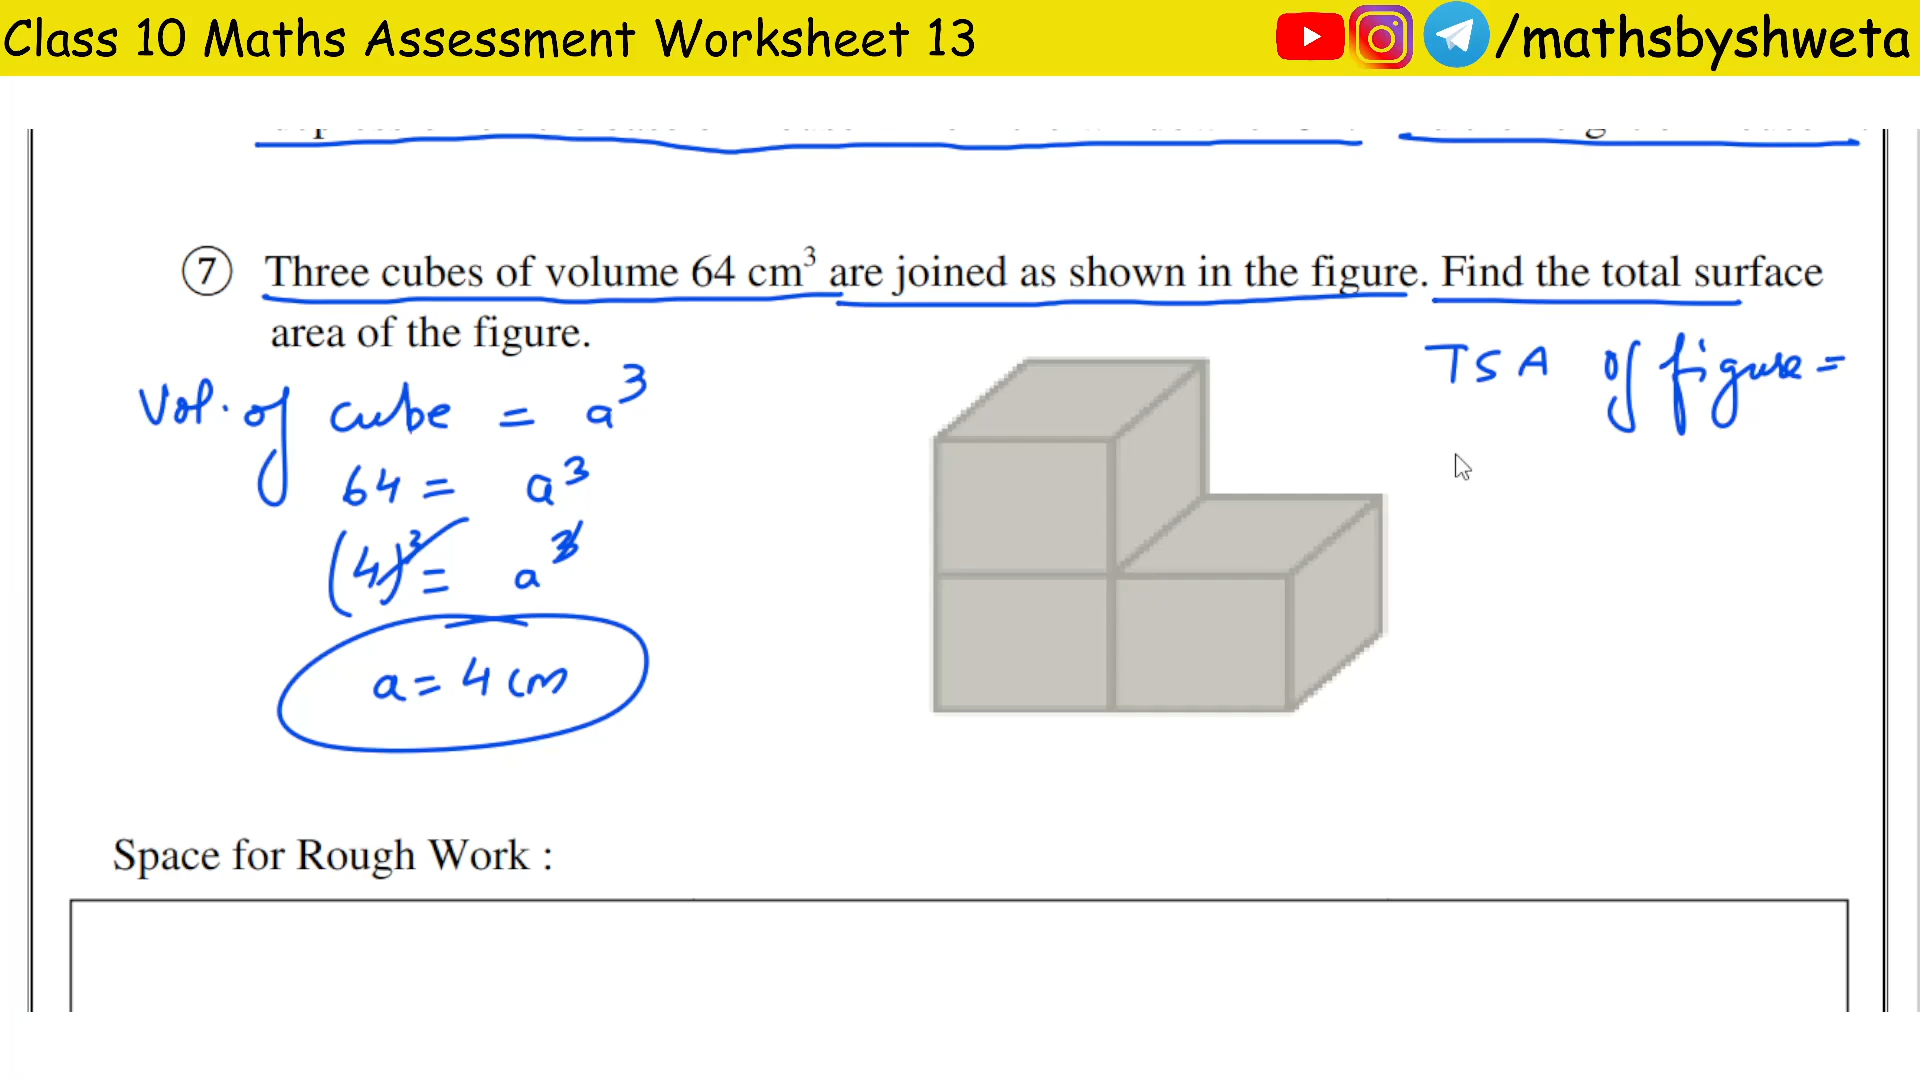 Class 10 Maths Assessment Worksheet 13
/mathsbyshweta
7 Three cubes of volume 64 cm³ are joined as shown in the figure. Find the total surface
area of the figure.
TSA of figure =
Vol. of cube = a³
64 = a³
(4)³ = a³
a = 4 cm
Space for Rough Work :